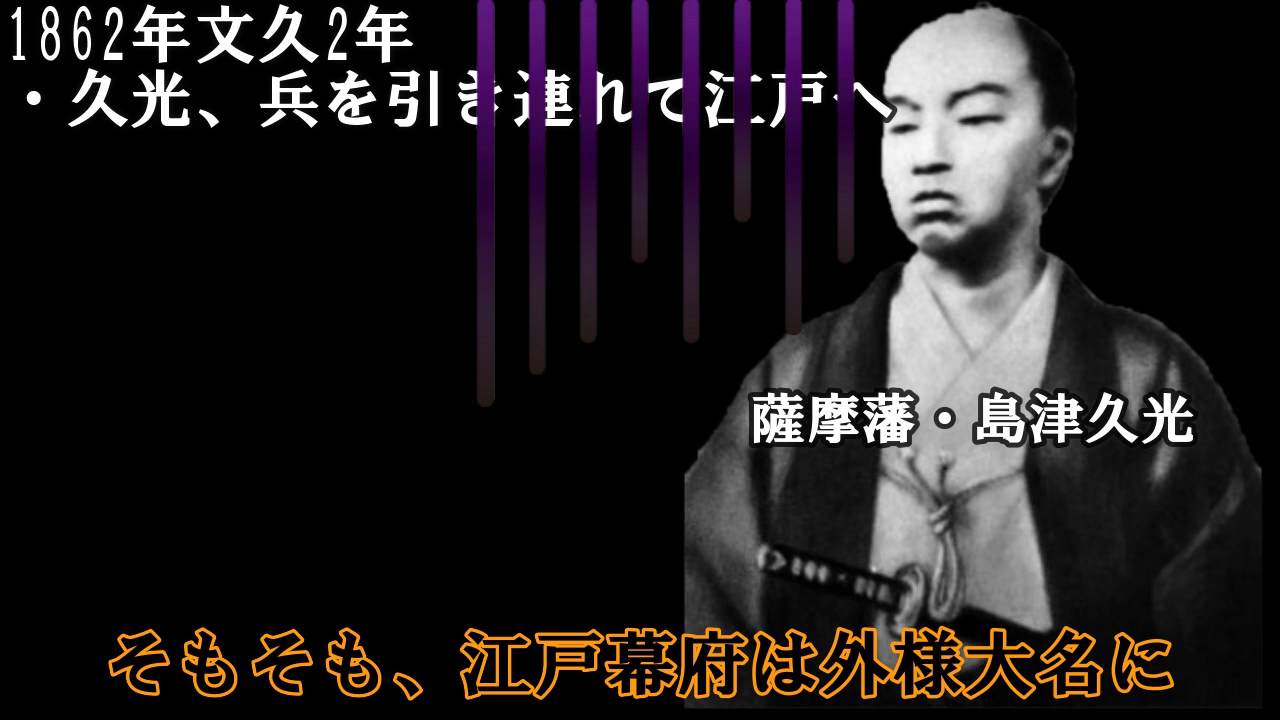 1862年文久2年
・久光、兵を引き連れて江戸へ
薩摩藩・島津久光
そもそも、江戸幕府は外様大名に